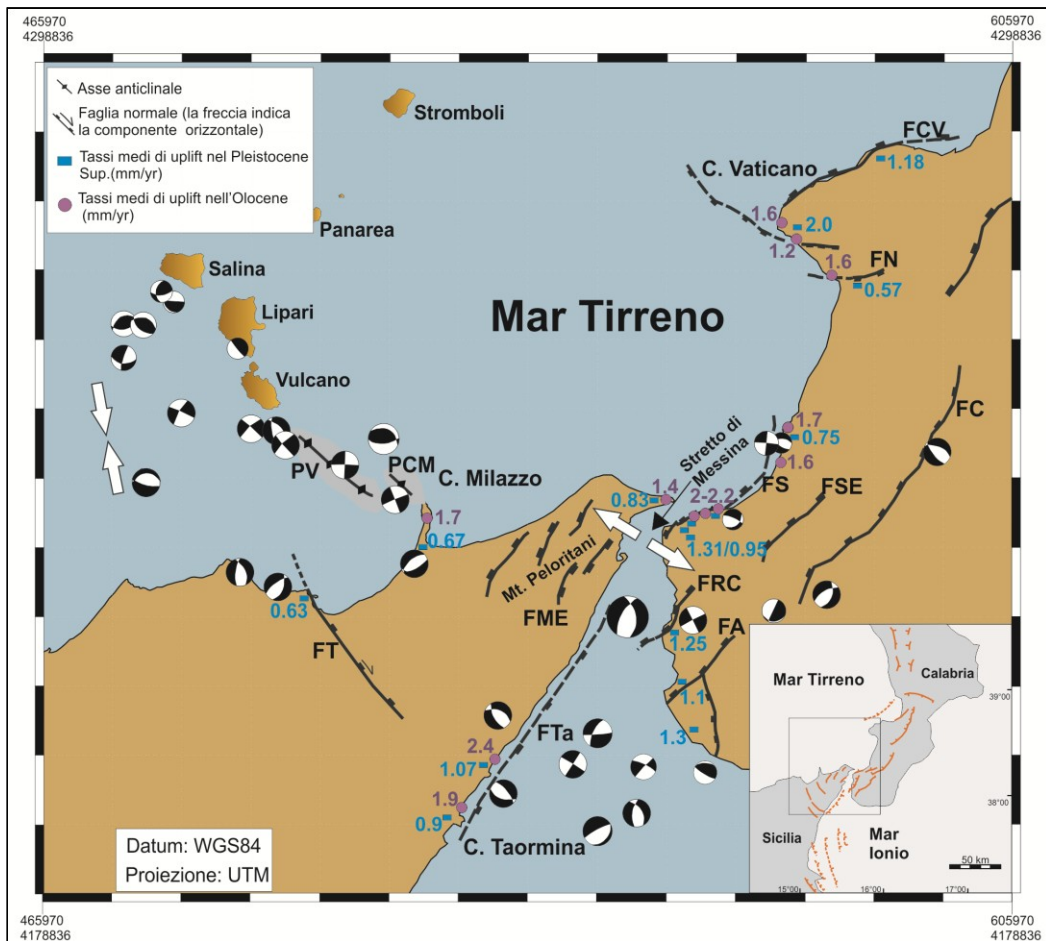 465970
4298836
605970
4298836
Asse anticlinale
Faglia normale (la freccia indica
la componente orizzontale)
Tassi medi di uplift nel Pleistocene
Sup.(mm/yr)
Tassi medi di uplift nell'Olocene
(mm/yr)
Stromboli
FCV
1.18
C. Vaticano
Panarea
1.6
2.0
1.2
Salina
1.6
FN
0.57
Lipari
Mar Tirreno
Vulcano
FC
1.7
0.75
Stretto di
Messina
1.6
PV
PCM
C. Milazzo
FS
FSE
1.4
2-2.2
0.83
1.7
0.67
1.31/0.95
Mt. Peloritani
FRC
0.63
FME
FA
1.25
FT
1.1
FTa
1.3
2.4
1.07
1.9
0.9
C. Taormina
Datum: WGS84
Proiezione: UTM
Mar Tirreno
Calabria
39°00
38°00
Sicilia
Mar
Ionio
50 km
15°00
16°00
17°00
465970
4178836
605970
4178836